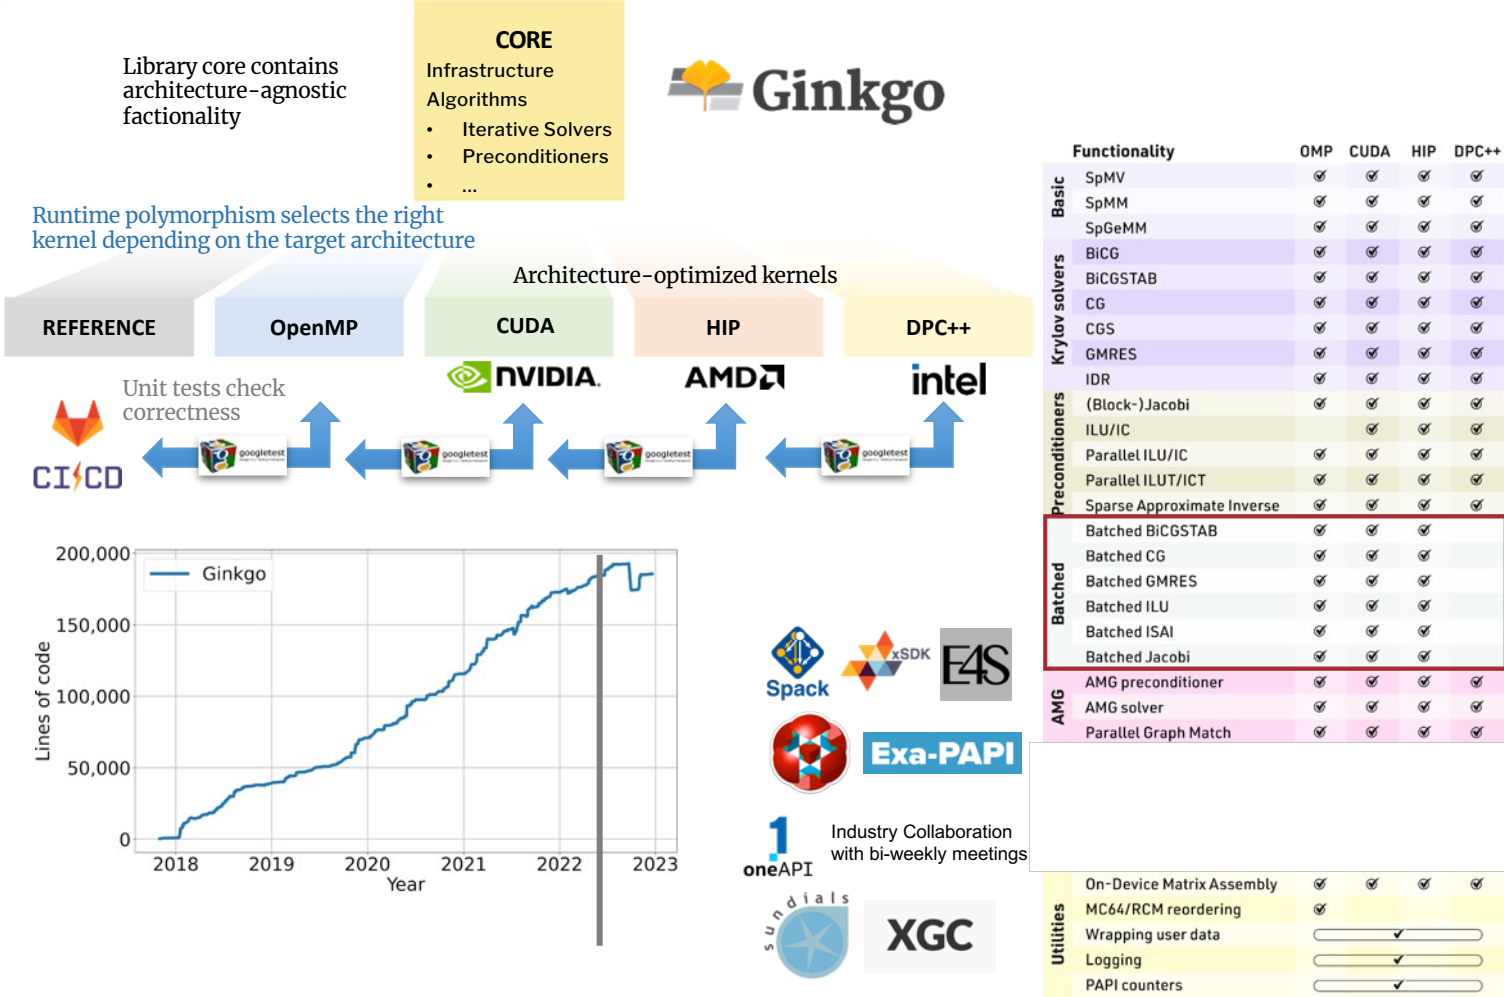 CORE
Infrastructure
Algorithms
• Iterative Solvers
• Preconditioners
• ...
Library core contains
architecture-agnostic
factionality
Ginkgo
Runtime polymorphism selects the right
kernel depending on the target architecture
Architecture-optimized kernels
REFERENCE
OpenMP
CUDA
HIP
DPC++
NVIDIA.
AMD
intel
Unit tests check
correctness
CI CD
googletest
googletest
googletest
googletest
200,000
150,000
100,000
50,000
0
Lines of code
Ginkgo
2018 2019 2020 2021 2022 2023
Year
Spack
xSDK
E4S
Exa-PAPI
oneAPI
Industry Collaboration
with bi-weekly meetings
sundials
XGC
Functionality OMP CUDA HIP DPC++
Basic
SpMV
SpMM
SpGeMM
Krylov solvers
BiCG
BiCGSTAB
CG
CGS
GMRES
IDR
Preconditioners
(Block-)Jacobi
ILU/IC
Parallel ILU/IC
Parallel ILUT/ICT
Sparse Approximate Inverse
Batched
Batched BiCGSTAB
Batched CG
Batched GMRES
Batched ILU
Batched ISAI
Batched Jacobi
AMG
AMG preconditioner
AMG solver
Parallel Graph Match
Utilities
On-Device Matrix Assembly
MC64/RCM reordering
Wrapping user data
Logging
PAPI counters